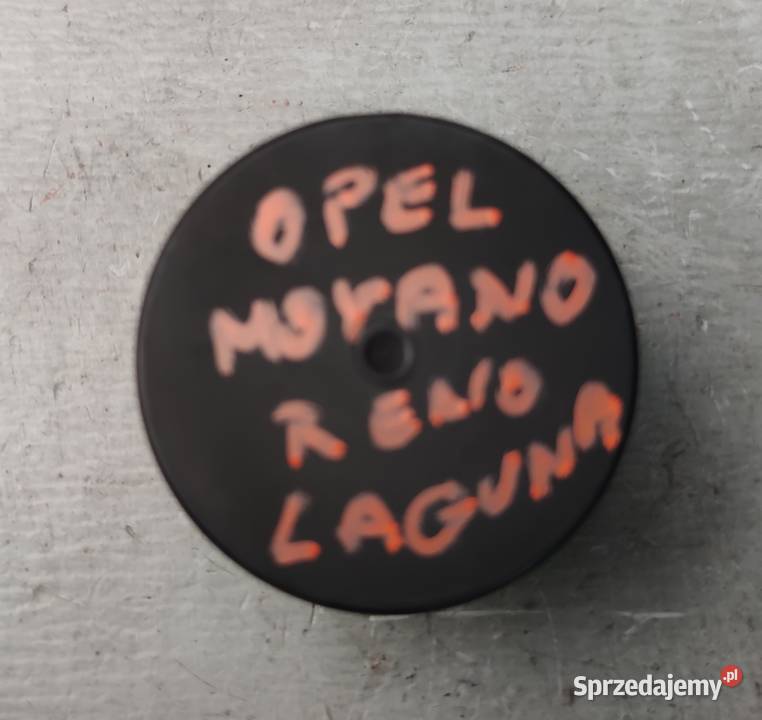 OPEL
MOVANO
RENO
LAGUNA
Sprzedajemy.pl